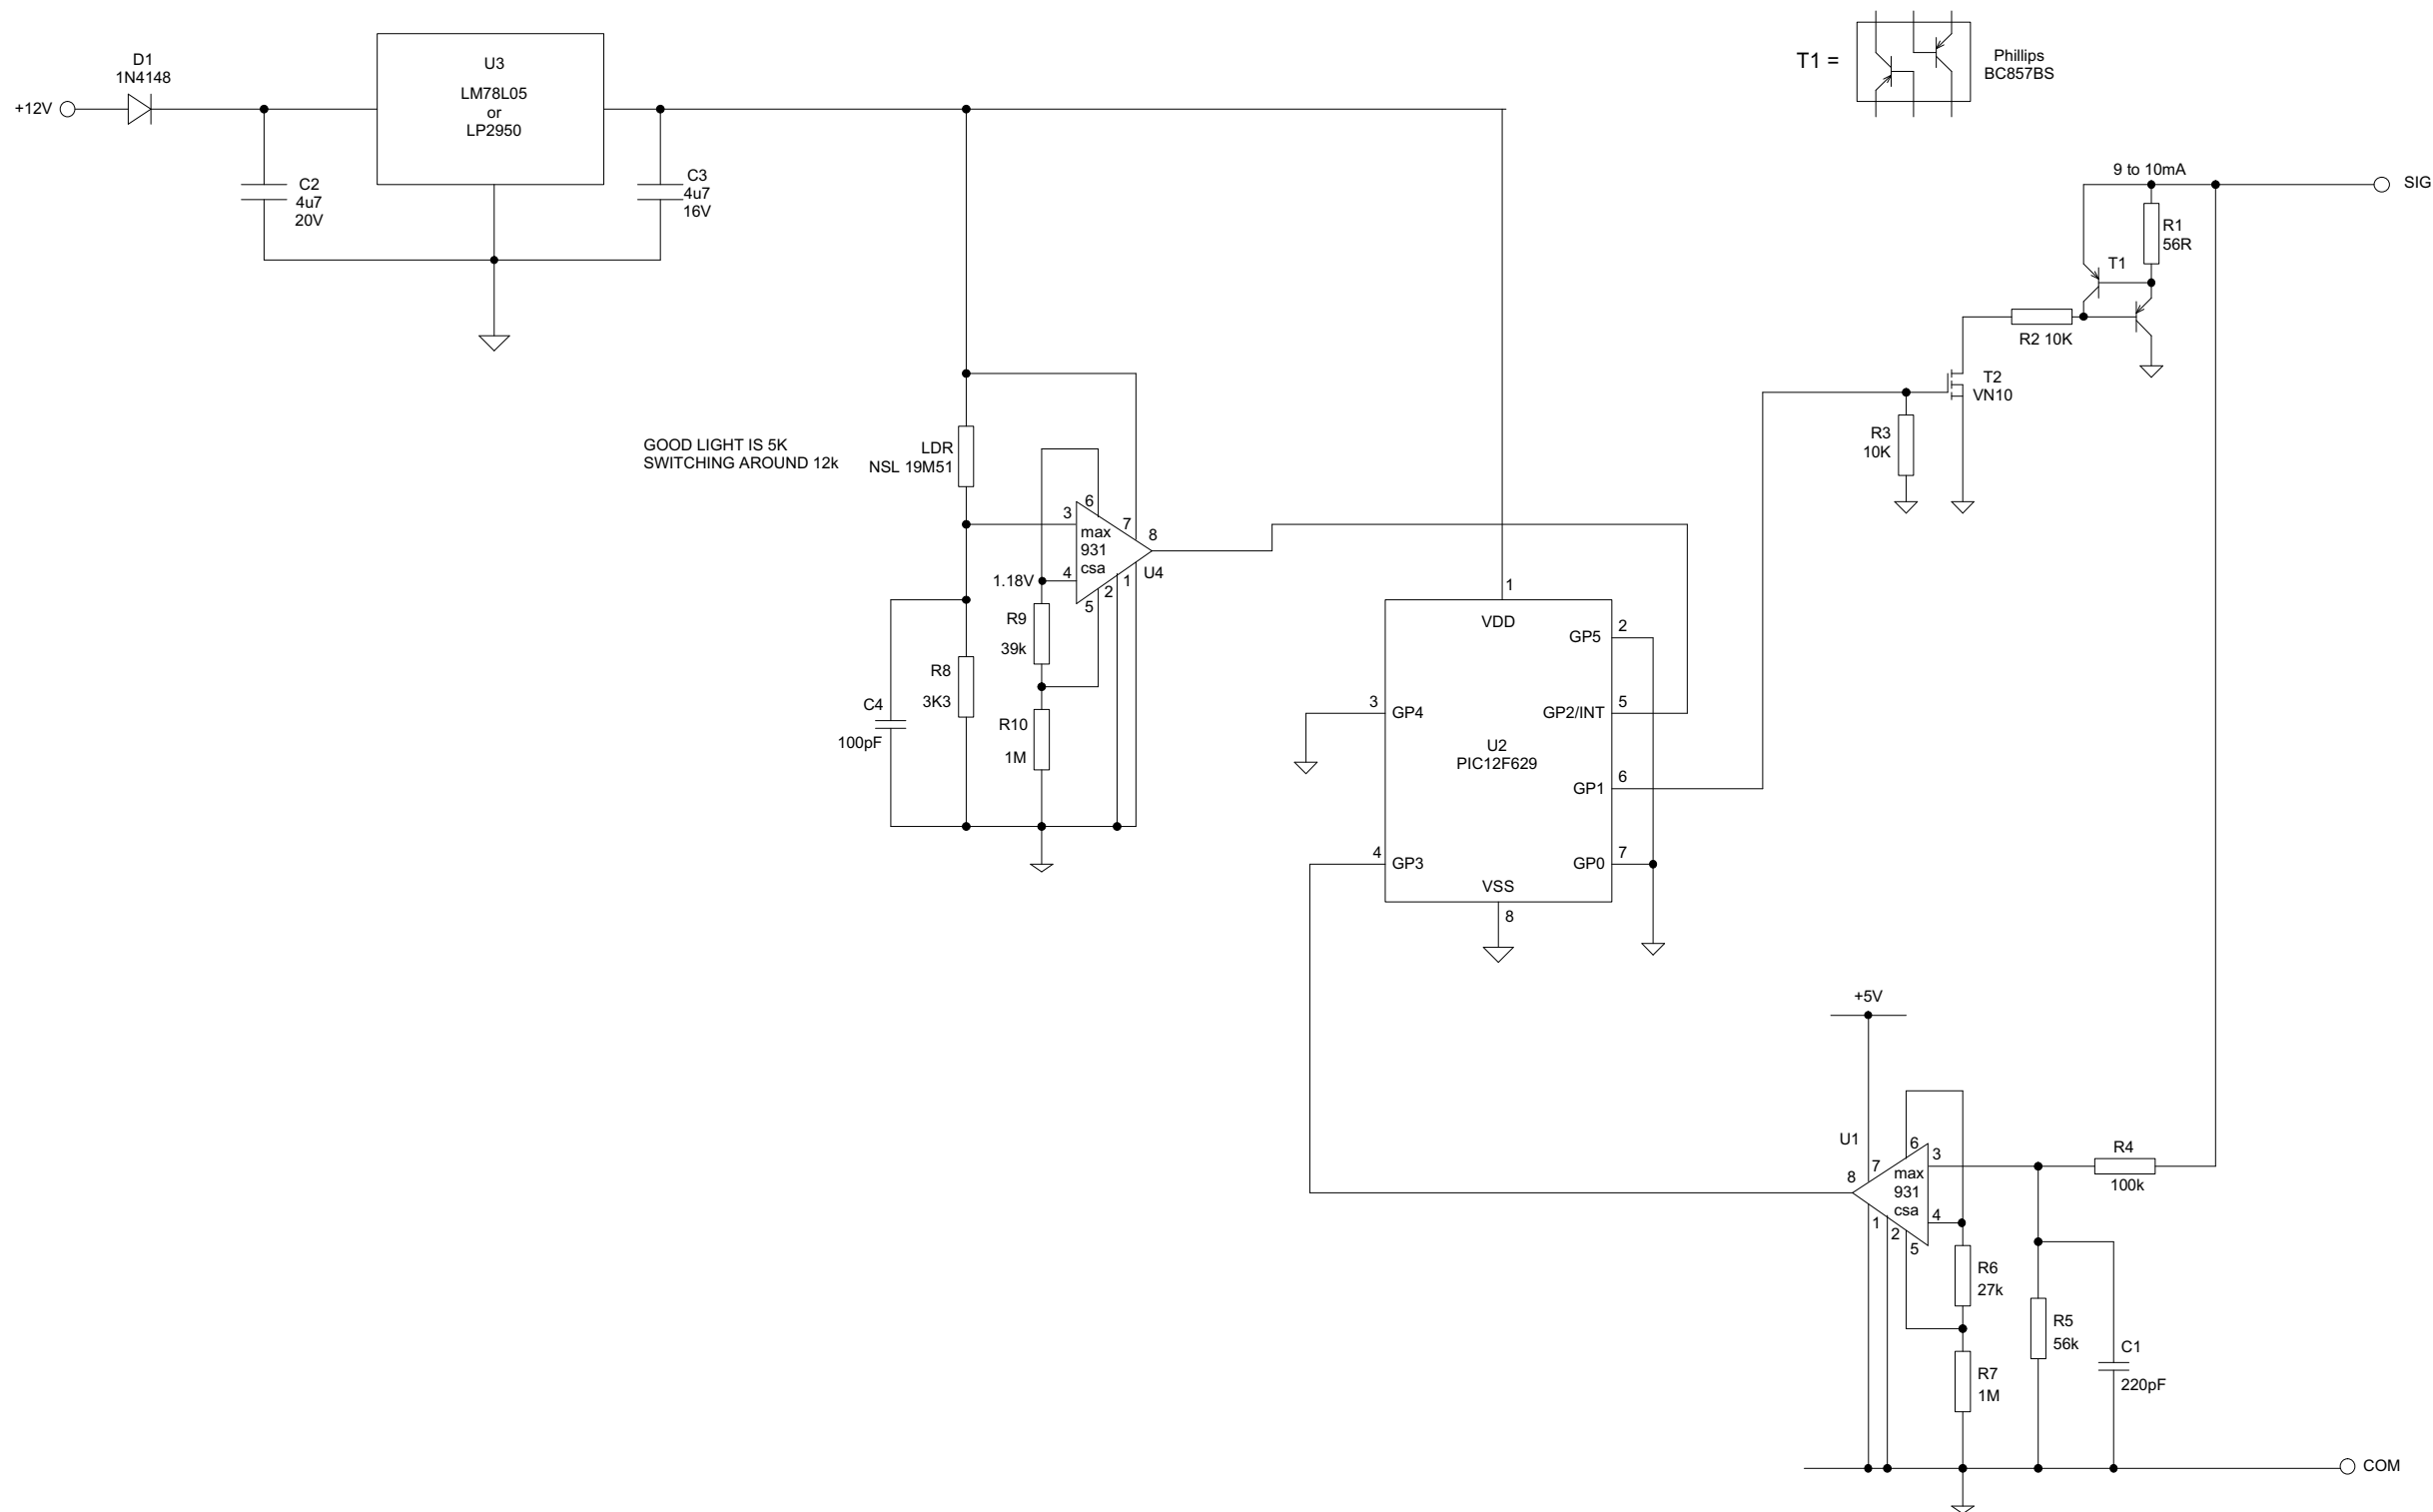 D1
1N4148
+12V
U3
LM78L05
or
LP2950
C2
4u7
20V
C3
4u7
16V
T1 =
Phillips
BC857BS
9 to 10mA
SIG
R1
56R
T1
R2 10K
T2
VN10
R3
10K
GOOD LIGHT IS 5K
SWITCHING AROUND 12k
LDR
NSL 19M51
6
3
7
8
max
931
csa
1.18V
4
1
U4
2
5
R9
39k
R8
3K3
C4
100pF
R10
1M
1
VDD
GP5
2
3
GP4
GP2/INT
5
U2
PIC12F629
GP1
6
4
GP3
GP0
7
VSS
8
+5V
U1
6
3
7
8
max
931
csa
4
1
2
5
R4
100k
R6
27k
R5
56k
C1
220pF
R7
1M
COM